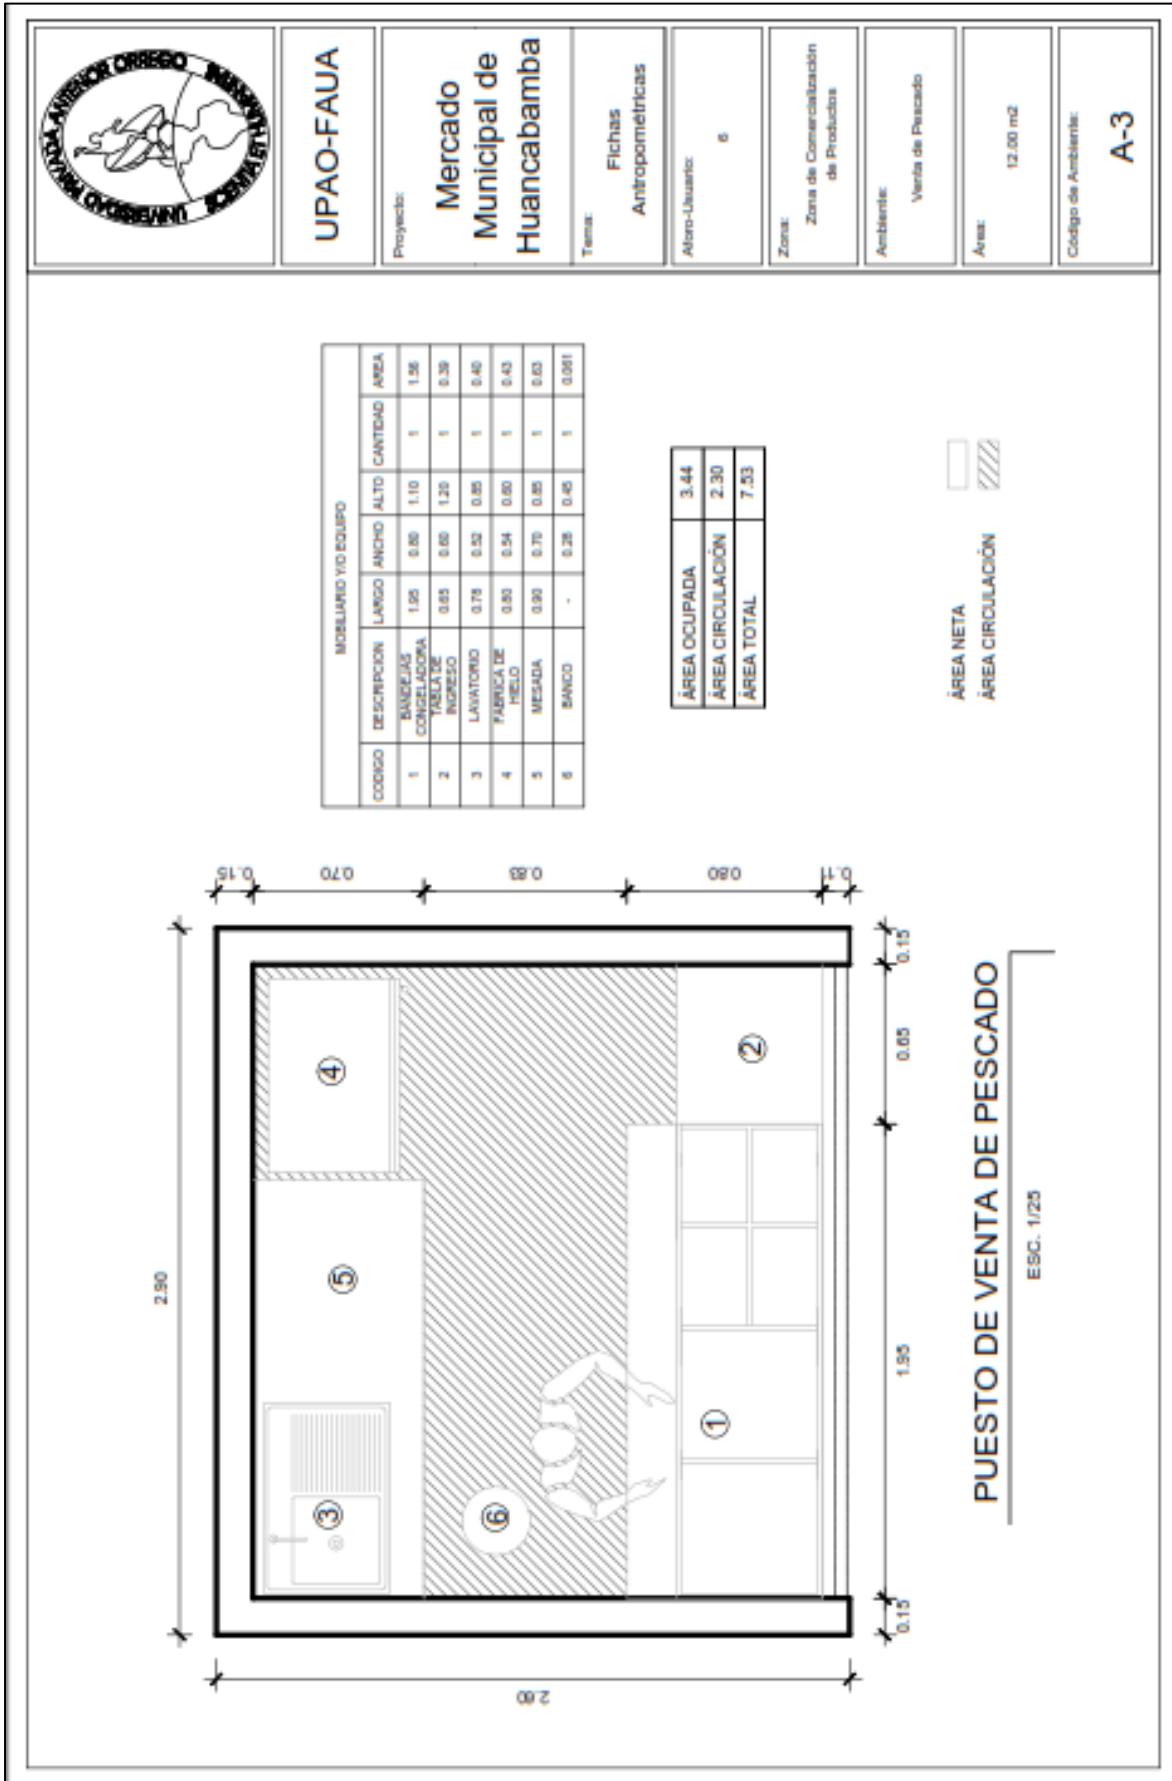 UNIVERSIDAD PRIVADA ANTENOR ORREGO
UPAO-FAUA
Proyecto:
Mercado
Municipal de
Huancabamba
Tema:
Fichas
Antropométricas
Aforo-Usuario:
6
Zona:
Zona de Comercialización
de Productos
Ambiente:
Venta de Pescado
Área:
12.00 m2
Código de Ambiente:
A-3
MOBILIARIO Y/O EQUIPO
CODIGO DESCRIPCION LARGO ANCHO ALTO CANTIDAD AREA
1 BANDEJAS CONGELADORA 1.95 0.80 1.10 1 1.56
2 TABLA DE INGRESO 0.65 0.60 1.20 1 0.39
3 LAVATORIO 0.78 0.52 0.85 1 0.40
4 FABRICA DE HIELO 0.80 0.54 0.60 1 0.43
5 MESADA 0.90 0.70 0.85 1 0.63
6 BANCO - 0.28 0.45 1 0.061
ÁREA OCUPADA 3.44
ÁREA CIRCULACIÓN 2.30
ÁREA TOTAL 7.53
ÁREA NETA
ÁREA CIRCULACIÓN
2.90
0.15
0.70
0.83
0.80
0.11
2.60
3
5
4
6
1
2
0.15
1.95
0.65
0.15
PUESTO DE VENTA DE PESCADO
ESC. 1/25